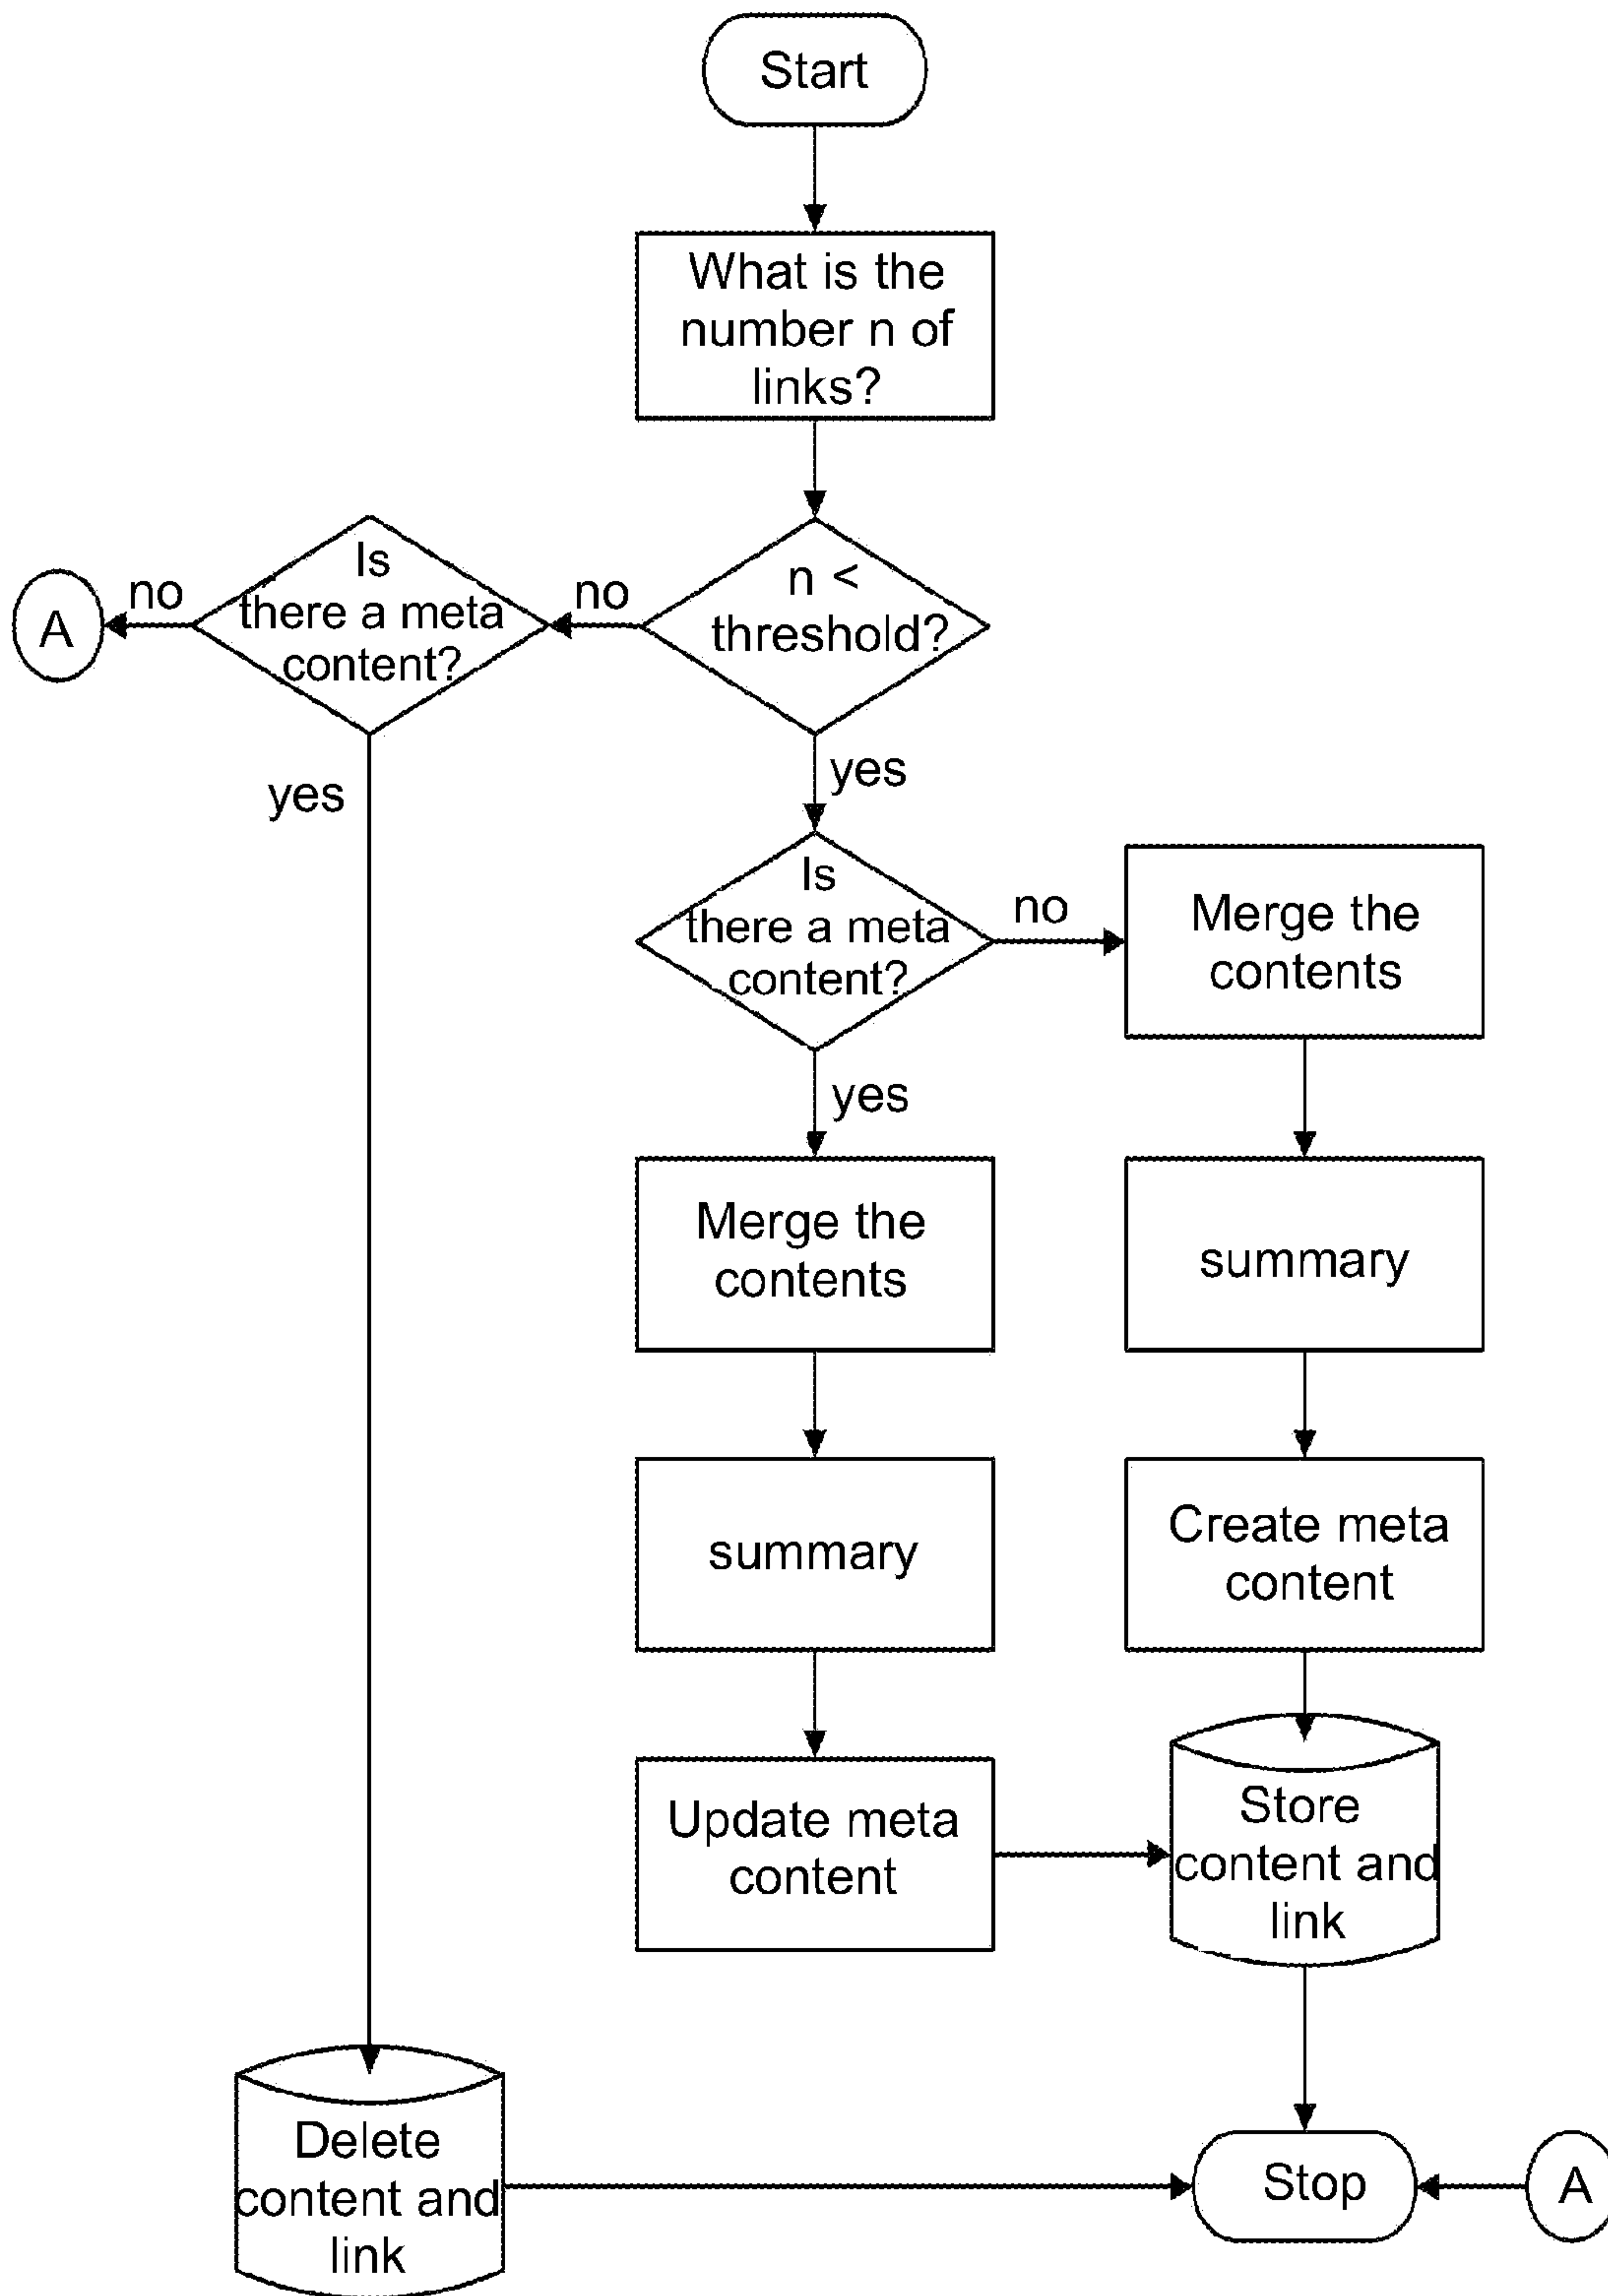 Start
What is the
number n of
links?
n <
threshold?
no
Is
there a meta
content?
no
A
yes
yes
Is
there a meta
content?
no
Merge the
contents
yes
Merge the
contents
summary
summary
Create meta
content
Update meta
content
Store
content and
link
Delete
content and
link
Stop
A